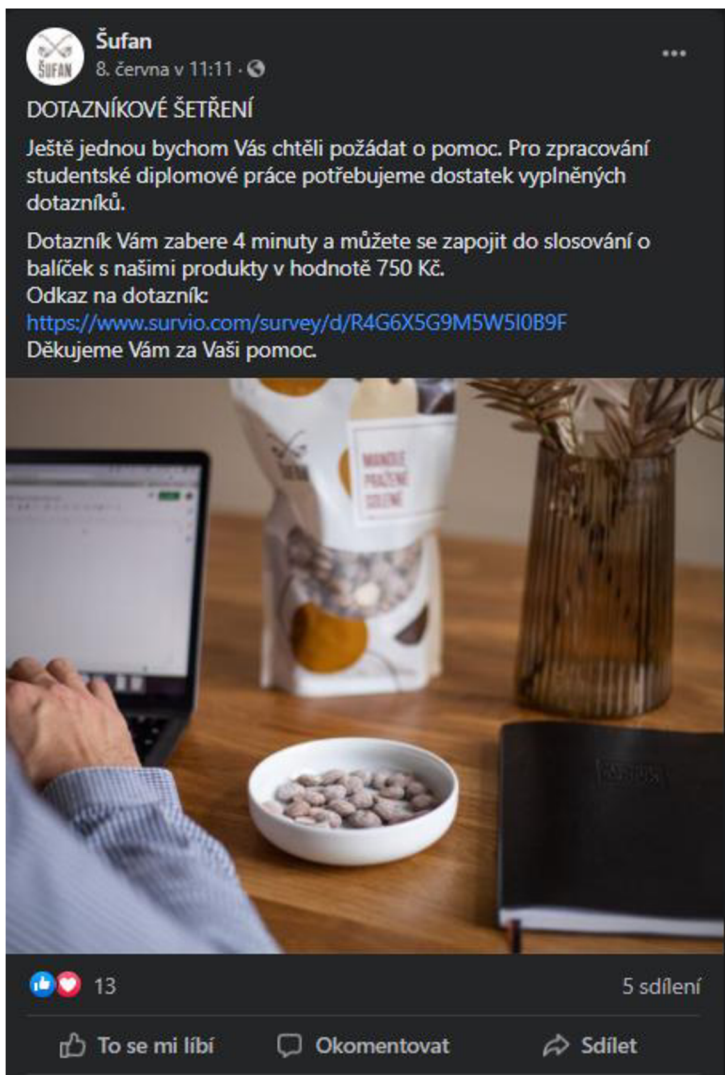 Šufan
ŠUFAN
8. června v 11:11 ·
DOTAZNÍKOVÉ ŠETŘENÍ
Ještě jednou bychom Vás chtěli požádat o pomoc. Pro zpracování
studentské diplomové práce potřebujeme dostatek vyplněných
dotazníků.
Dotazník Vám zabere 4 minuty a můžete se zapojit do slosování o
balíček s našimi produkty v hodnotě 750 Kč.
Odkaz na dotazník:
https://www.survio.com/survey/d/R4G6X5G9M5W5I0B9F
Děkujeme Vám za Vaši pomoc.
MANDLE
PRAŽENÉ
SOLENÉ
13
5 sdílení
To se mi líbí
Okomentovat
Sdílet